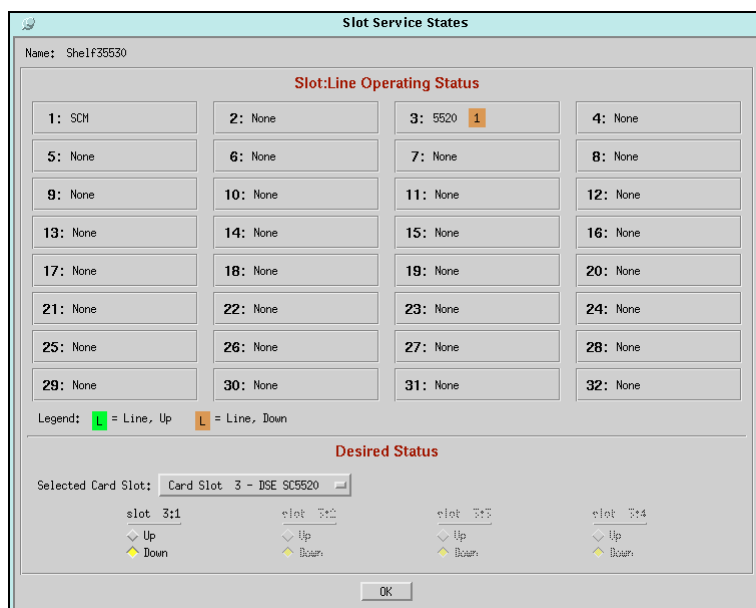 Slot Service States
Name: Shelf35530
Slot:Line Operating Status
1: SCM 2: None 3: 5520 1 4: None
5: None 6: None 7: None 8: None
9: None 10: None 11: None 12: None
13: None 14: None 15: None 16: None
17: None 18: None 19: None 20: None
21: None 22: None 23: None 24: None
25: None 26: None 27: None 28: None
29: None 30: None 31: None 32: None
Legend: L = Line, Up L = Line, Down
Desired Status
Selected Card Slot: Card Slot 3 - DSE SC5520
slot 3:1 slot 3:2 slot 3:3 slot 3:4
Up Up Up Up
Down Down Down Down
OK